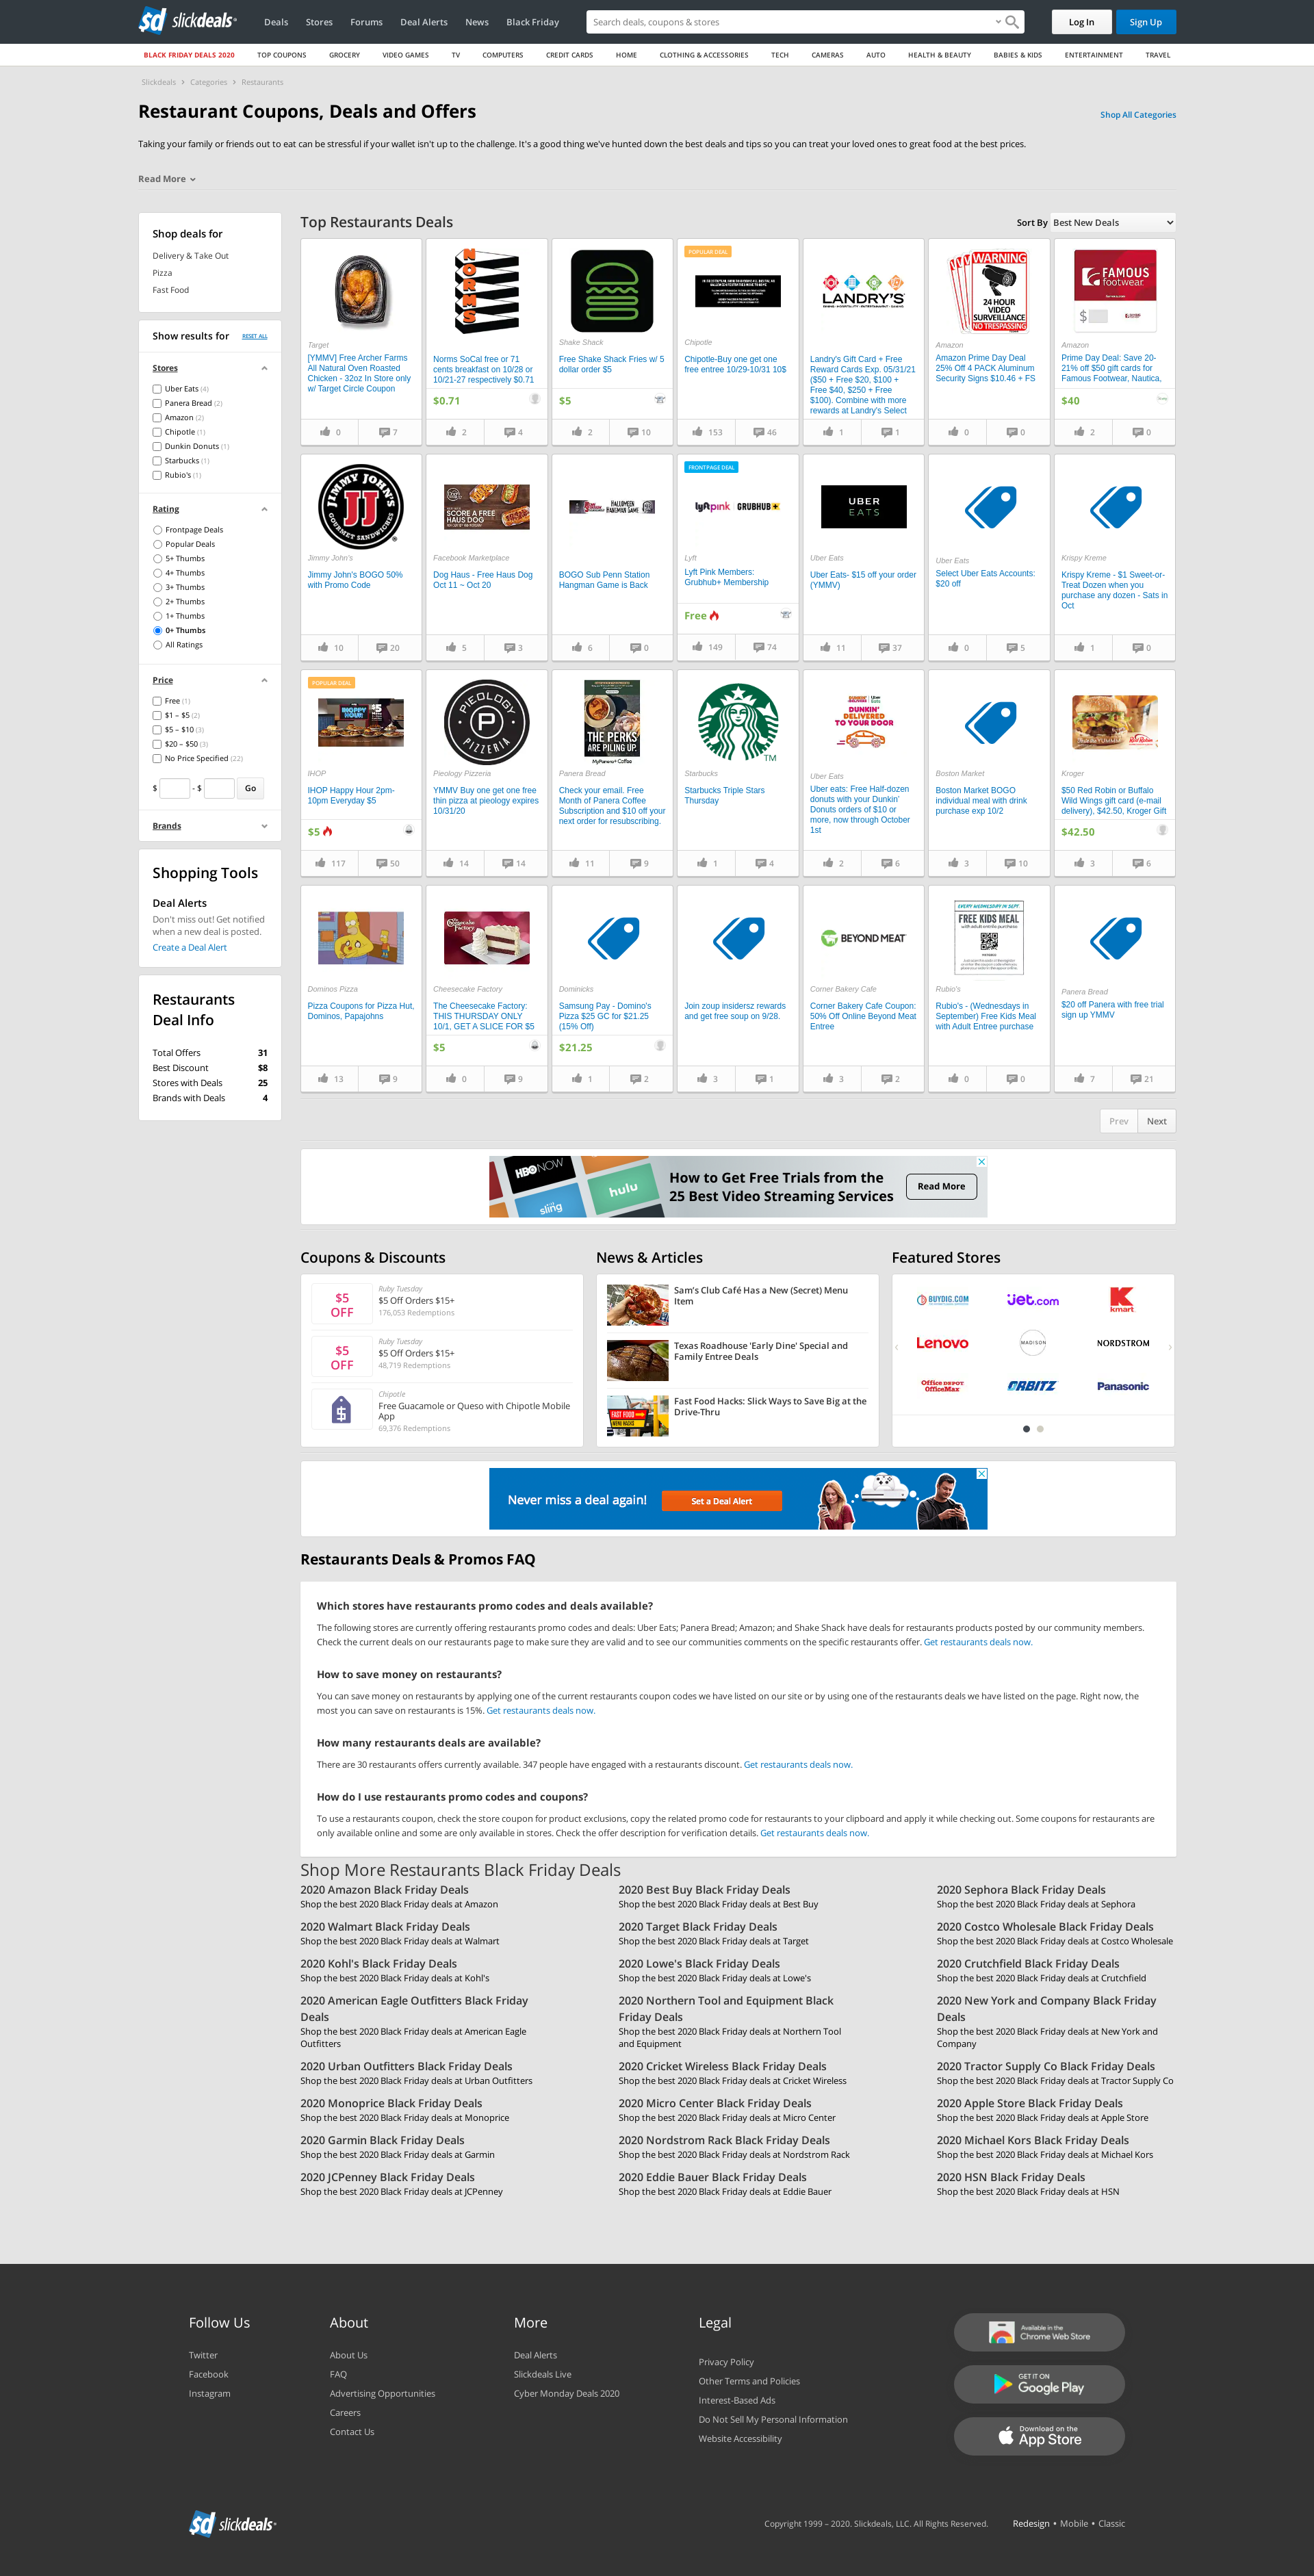 slickdeals
Deals Stores Forums Deal Alerts News Black Friday
Search deals, coupons & stores
Log In Sign Up
BLACK FRIDAY DEALS 2020 TOP COUPONS GROCERY VIDEO GAMES TV COMPUTERS CREDIT CARDS HOME CLOTHING & ACCESSORIES TECH CAMERAS AUTO HEALTH & BEAUTY BABIES & KIDS ENTERTAINMENT TRAVEL
Slickdeals > Categories > Restaurants
Restaurant Coupons, Deals and Offers
Shop All Categories
Taking your family or friends out to eat can be stressful if your wallet isn't up to the challenge. It's a good thing we've hunted down the best deals and tips so you can treat your loved ones to great food at the best prices.
Read More
Shop deals for
Delivery & Take Out
Pizza
Fast Food
Show results for RESET ALL
Stores
Uber Eats (4)
Panera Bread (2)
Amazon (2)
Chipotle (1)
Dunkin Donuts (1)
Starbucks (1)
Rubio's (1)
Rating
Frontpage Deals
Popular Deals
5+ Thumbs
4+ Thumbs
3+ Thumbs
2+ Thumbs
1+ Thumbs
0+ Thumbs
All Ratings
Price
Free (1)
$1 – $5 (2)
$5 – $10 (3)
$20 – $50 (3)
No Price Specified (22)
$ - $ Go
Brands
Shopping Tools
Deal Alerts
Don't miss out! Get notified
when a new deal is posted.
Create a Deal Alert
Restaurants
Deal Info
Total Offers 31
Best Discount $8
Stores with Deals 25
Brands with Deals 4
Top Restaurants Deals
Sort By Best New Deals
Target
[YMMV] Free Archer Farms
All Natural Oven Roasted
Chicken - 32oz In Store only
w/ Target Circle Coupon
0 7
NORMS
Norms SoCal free or 71
cents breakfast on 10/28 or
10/21-27 respectively $0.71
$0.71
2 4
Shake Shack
Free Shake Shack Fries w/ 5
dollar order $5
$5
2 10
POPULAR DEAL
Chipotle
Chipotle-Buy one get one
free entree 10/29-10/31 10$
153 46
LANDRY'S
Landry's Gift Card + Free
Reward Cards Exp. 05/31/21
($50 + Free $20, $100 +
Free $40, $250 + Free
$100). Combine with more
rewards at Landry's Select
1 1
WARNING
24 HOUR
VIDEO
SURVEILLANCE
NO TRESPASSING
Amazon
Amazon Prime Day Deal
25% Off 4 PACK Aluminum
Security Signs $10.46 + FS
0 0
FAMOUS
footwear
$
Amazon
Prime Day Deal: Save 20-
21% off $50 gift cards for
Famous Footwear, Nautica,
$40
2 0
JIMMY JOHN'S
JJ
GOURMET SANDWICHES
Jimmy John's
Jimmy John's BOGO 50%
with Promo Code
10 20
SCORE A FREE
HAUS DOG
Facebook Marketplace
Dog Haus - Free Haus Dog
Oct 11 ~ Oct 20
5 3
BOGO Sub Penn Station
Hangman Game is Back
6 0
FRONTPAGE DEAL
lyft pink GRUBHUB+
Lyft
Lyft Pink Members:
Grubhub+ Membership
Free
149 74
UBER
EATS
Uber Eats
Uber Eats- $15 off your order
(YMMV)
11 37
Uber Eats
Select Uber Eats Accounts:
$20 off
0 5
Krispy Kreme
Krispy Kreme - $1 Sweet-or-
Treat Dozen when you
purchase any dozen - Sats in
Oct
1 0
POPULAR DEAL
HAPPY
HOUR $5
IHOP
IHOP Happy Hour 2pm-
10pm Everyday $5
$5
117 50
PIEOLOGY
P
PIZZERIA
Pieology Pizzeria
YMMV Buy one get one free
thin pizza at pieology expires
10/31/20
14 14
THE PERKS
ARE PILING UP.
MyPanera+ Coffee
Panera Bread
Check your email. Free
Month of Panera Coffee
Subscription and $10 off your
next order for resubscribing.
11 9
TM
Starbucks
Starbucks Triple Stars
Thursday
1 4
DUNKIN'
DELIVERED
TO YOUR DOOR
Uber Eats
Uber eats: Free Half-dozen
donuts with your Dunkin'
Donuts orders of $10 or
more, now through October
1st
2 6
Boston Market
Boston Market BOGO
individual meal with drink
purchase exp 10/2
3 10
Red Robin
Kroger
$50 Red Robin or Buffalo
Wild Wings gift card (e-mail
delivery), $42.50, Kroger Gift
$42.50
3 6
Dominos Pizza
Pizza Coupons for Pizza Hut,
Dominos, Papajohns
13 9
The Cheesecake Factory
Cheesecake Factory
The Cheesecake Factory:
THIS THURSDAY ONLY
10/1, GET A SLICE FOR $5
$5
0 9
Dominicks
Samsung Pay - Domino's
Pizza $25 GC for $21.25
(15% Off)
$21.25
1 2
Join zoup insidersz rewards
and get free soup on 9/28.
3 1
BEYOND MEAT
Corner Bakery Cafe
Corner Bakery Cafe Coupon:
50% Off Online Beyond Meat
Entree
3 2
EVERY WEDNESDAY IN SEPT
FREE KIDS MEAL
Rubio's
Rubio's - (Wednesdays in
September) Free Kids Meal
with Adult Entree purchase
0 0
Panera Bread
$20 off Panera with free trial
sign up YMMV
7 21
Prev Next
HBO NOW
hulu
sling
How to Get Free Trials from the
25 Best Video Streaming Services
Read More
Coupons & Discounts
$5
OFF
Ruby Tuesday
$5 Off Orders $15+
176,053 Redemptions
$5
OFF
Ruby Tuesday
$5 Off Orders $15+
48,719 Redemptions
Chipotle
Free Guacamole or Queso with Chipotle Mobile
App
69,376 Redemptions
News & Articles
Sam's Club Café Has a New (Secret) Menu
Item
Texas Roadhouse 'Early Dine' Special and
Family Entree Deals
FAST FOOD
MENU HACKS
Fast Food Hacks: Slick Ways to Save Big at the
Drive-Thru
Featured Stores
BUYDIG.COM jet.com kmart
Lenovo MADISON NORDSTROM
Office DEPOT
OfficeMax ORBITZ Panasonic
Never miss a deal again! Set a Deal Alert
Restaurants Deals & Promos FAQ
Which stores have restaurants promo codes and deals available?
The following stores are currently offering restaurants promo codes and deals: Uber Eats; Panera Bread; Amazon; and Shake Shack have deals for restaurants products posted by our community members.
Check the current deals on our restaurants page to make sure they are valid and to see our communities comments on the specific restaurants offer. Get restaurants deals now.
How to save money on restaurants?
You can save money on restaurants by applying one of the current restaurants coupon codes we have listed on our site or by using one of the restaurants deals we have listed on the page. Right now, the
most you can save on restaurants is 15%. Get restaurants deals now.
How many restaurants deals are available?
There are 30 restaurants offers currently available. 347 people have engaged with a restaurants discount. Get restaurants deals now.
How do I use restaurants promo codes and coupons?
To use a restaurants coupon, check the store coupon for product exclusions, copy the related promo code for restaurants to your clipboard and apply it while checking out. Some coupons for restaurants are
only available online and some are only available in stores. Check the offer description for verification details. Get restaurants deals now.
Shop More Restaurants Black Friday Deals
2020 Amazon Black Friday Deals
Shop the best 2020 Black Friday deals at Amazon
2020 Best Buy Black Friday Deals
Shop the best 2020 Black Friday deals at Best Buy
2020 Sephora Black Friday Deals
Shop the best 2020 Black Friday deals at Sephora
2020 Walmart Black Friday Deals
Shop the best 2020 Black Friday deals at Walmart
2020 Target Black Friday Deals
Shop the best 2020 Black Friday deals at Target
2020 Costco Wholesale Black Friday Deals
Shop the best 2020 Black Friday deals at Costco Wholesale
2020 Kohl's Black Friday Deals
Shop the best 2020 Black Friday deals at Kohl's
2020 Lowe's Black Friday Deals
Shop the best 2020 Black Friday deals at Lowe's
2020 Crutchfield Black Friday Deals
Shop the best 2020 Black Friday deals at Crutchfield
2020 American Eagle Outfitters Black Friday
Deals
Shop the best 2020 Black Friday deals at American Eagle
Outfitters
2020 Northern Tool and Equipment Black
Friday Deals
Shop the best 2020 Black Friday deals at Northern Tool
and Equipment
2020 New York and Company Black Friday
Deals
Shop the best 2020 Black Friday deals at New York and
Company
2020 Urban Outfitters Black Friday Deals
Shop the best 2020 Black Friday deals at Urban Outfitters
2020 Cricket Wireless Black Friday Deals
Shop the best 2020 Black Friday deals at Cricket Wireless
2020 Tractor Supply Co Black Friday Deals
Shop the best 2020 Black Friday deals at Tractor Supply Co
2020 Monoprice Black Friday Deals
Shop the best 2020 Black Friday deals at Monoprice
2020 Micro Center Black Friday Deals
Shop the best 2020 Black Friday deals at Micro Center
2020 Apple Store Black Friday Deals
Shop the best 2020 Black Friday deals at Apple Store
2020 Garmin Black Friday Deals
Shop the best 2020 Black Friday deals at Garmin
2020 Nordstrom Rack Black Friday Deals
Shop the best 2020 Black Friday deals at Nordstrom Rack
2020 Michael Kors Black Friday Deals
Shop the best 2020 Black Friday deals at Michael Kors
2020 JCPenney Black Friday Deals
Shop the best 2020 Black Friday deals at JCPenney
2020 Eddie Bauer Black Friday Deals
Shop the best 2020 Black Friday deals at Eddie Bauer
2020 HSN Black Friday Deals
Shop the best 2020 Black Friday deals at HSN
Follow Us
Twitter
Facebook
Instagram
About
About Us
FAQ
Advertising Opportunities
Careers
Contact Us
More
Deal Alerts
Slickdeals Live
Cyber Monday Deals 2020
Legal
Privacy Policy
Other Terms and Policies
Interest-Based Ads
Do Not Sell My Personal Information
Website Accessibility
Available in the
Chrome Web Store
GET IT ON
Google Play
Download on the
App Store
slickdeals
Copyright 1999 – 2020. Slickdeals, LLC. All Rights Reserved. Redesign • Mobile • Classic